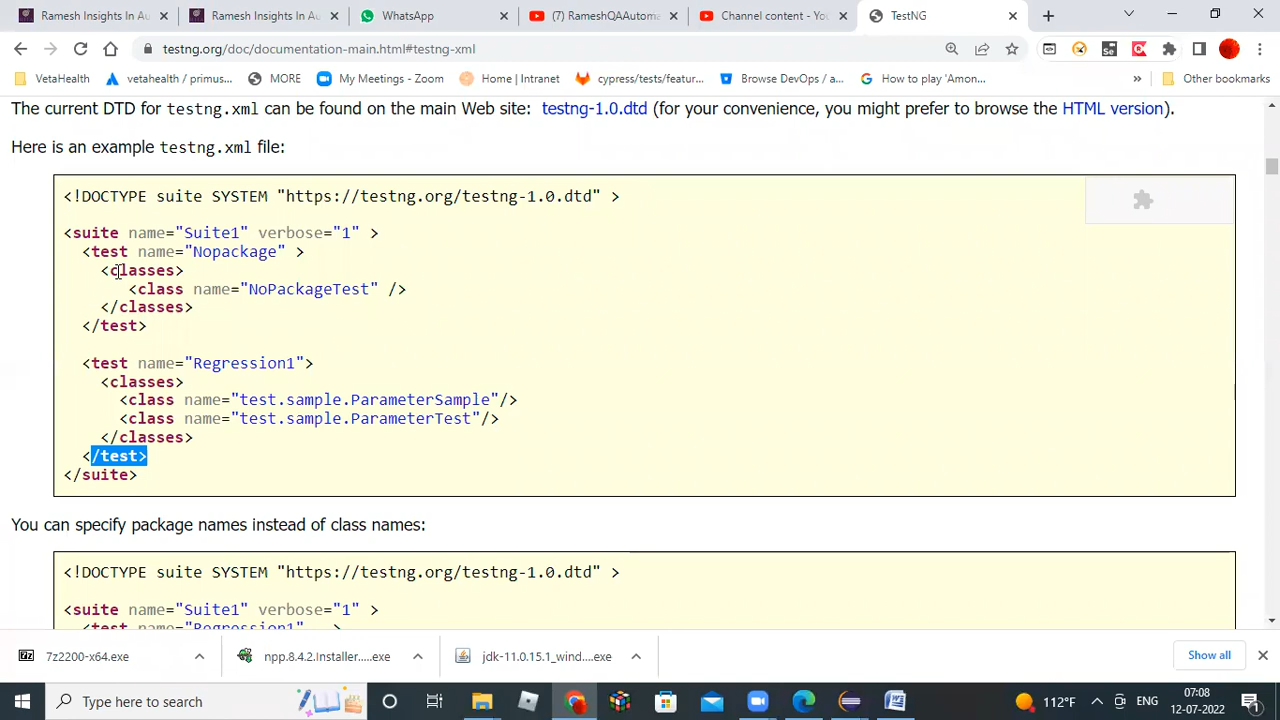 Ramesh Insights In Au
Ramesh Insights In Au
WhatsApp
(7) RameshQAAutoma
Channel content - Yo
TestNG
testng.org/doc/documentation-main.html#testng-xml
VetaHealth
vetahealth / primus...
MORE
My Meetings - Zoom
Home | Intranet
cypress/tests/featur...
Browse DevOps / a...
How to play 'Amon...
»
Other bookmarks
The current DTD for testng.xml can be found on the main Web site: testng-1.0.dtd (for your convenience, you might prefer to browse the HTML version).
Here is an example testng.xml file:
<!DOCTYPE suite SYSTEM "https://testng.org/testng-1.0.dtd" >
<suite name="Suite1" verbose="1" >
<test name="Nopackage" >
<classes>
<class name="NoPackageTest" />
</classes>
</test>
<test name="Regression1">
<classes>
<class name="test.sample.ParameterSample"/>
<class name="test.sample.ParameterTest"/>
</classes>
</test>
</suite>
You can specify package names instead of class names:
<!DOCTYPE suite SYSTEM "https://testng.org/testng-1.0.dtd" >
<suite name="Suite1" verbose="1" >
<test name="Regression1" >
7z2200-x64.exe
npp.8.4.2.Installer.....exe
jdk-11.0.15.1_wind....exe
Show all
Type here to search
112°F
ENG
07:08
12-07-2022